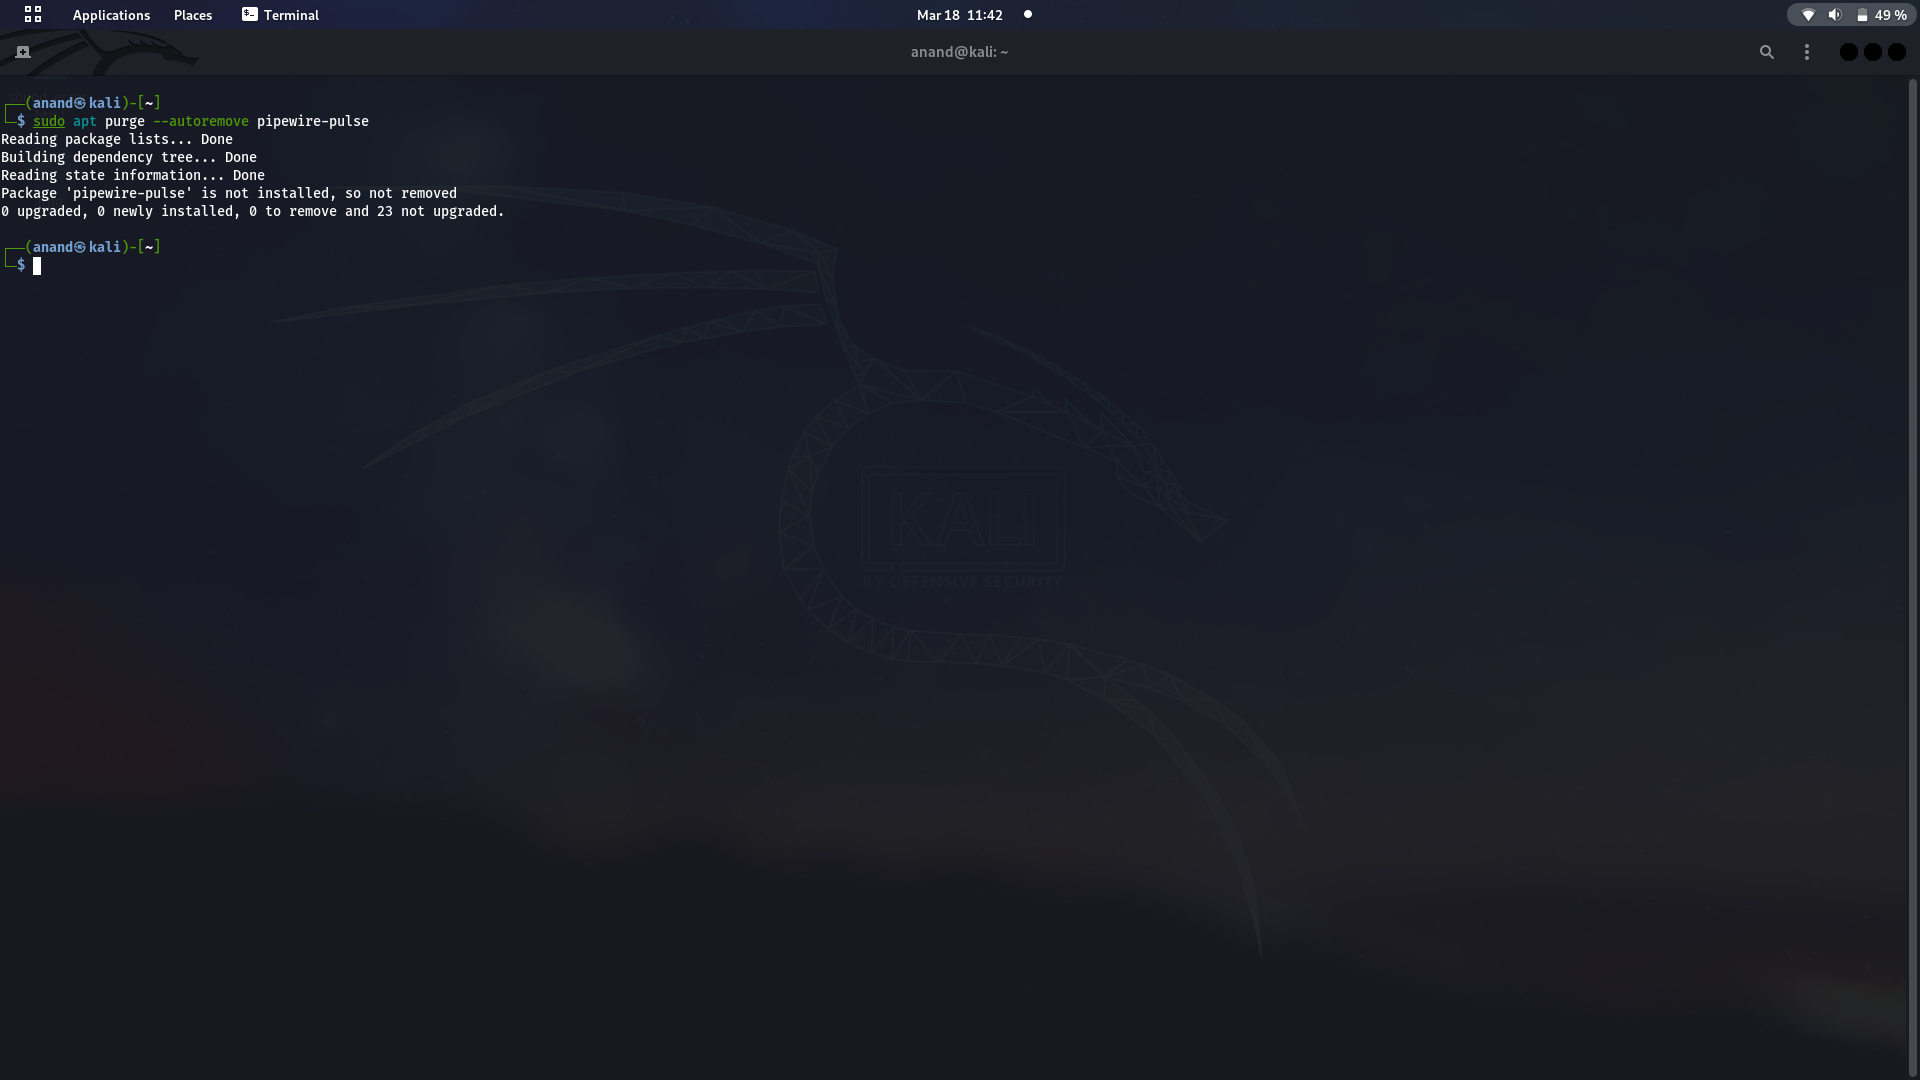 Applications Places Terminal Mar 18 11:42 49 %
anand@kali: ~
┌──(anand㉿kali)-[~]
└─$ sudo apt purge --autoremove pipewire-pulse
Reading package lists... Done
Building dependency tree... Done
Reading state information... Done
Package 'pipewire-pulse' is not installed, so not removed
0 upgraded, 0 newly installed, 0 to remove and 23 not upgraded.
┌──(anand㉿kali)-[~]
└─$
KALI
BY OFFENSIVE SECURITY